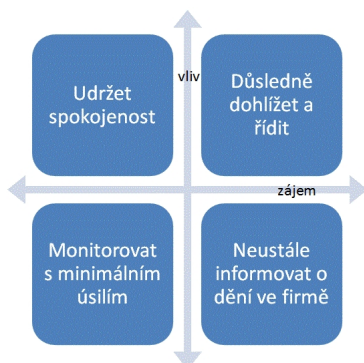 Udržet
spokojenost
vliv
Důsledně
dohlížet a
řídit
zájem
Monitorovat
s minimálním
úsilím
Neustále
informovat o
dění ve firmě